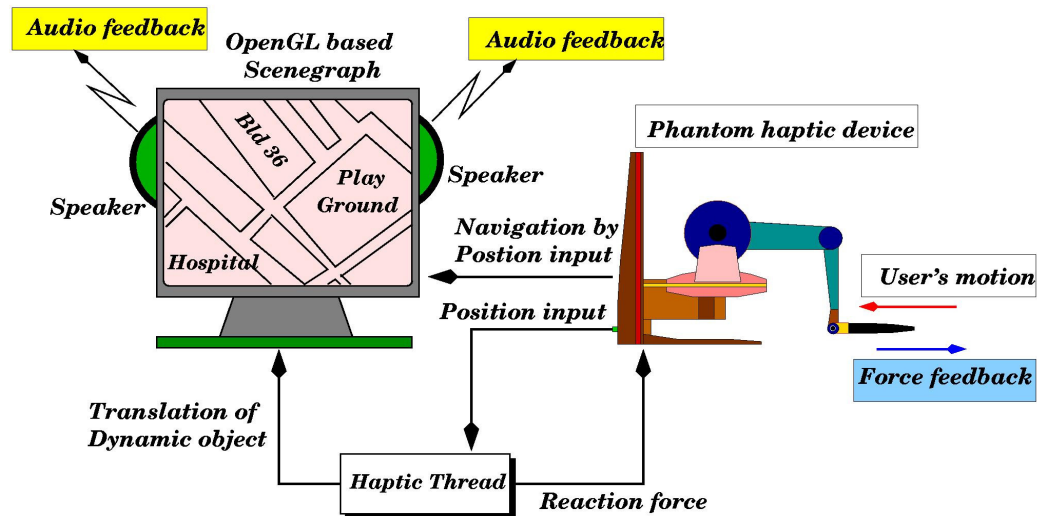 Audio feedback
OpenGL based
Scenegraph
Audio feedback
Bld 36
Play
Ground
Hospital
Speaker
Speaker
Phantom haptic device
Navigation by
Postion input
Position input
User's motion
Force feedback
Translation of
Dynamic object
Haptic Thread
Reaction force